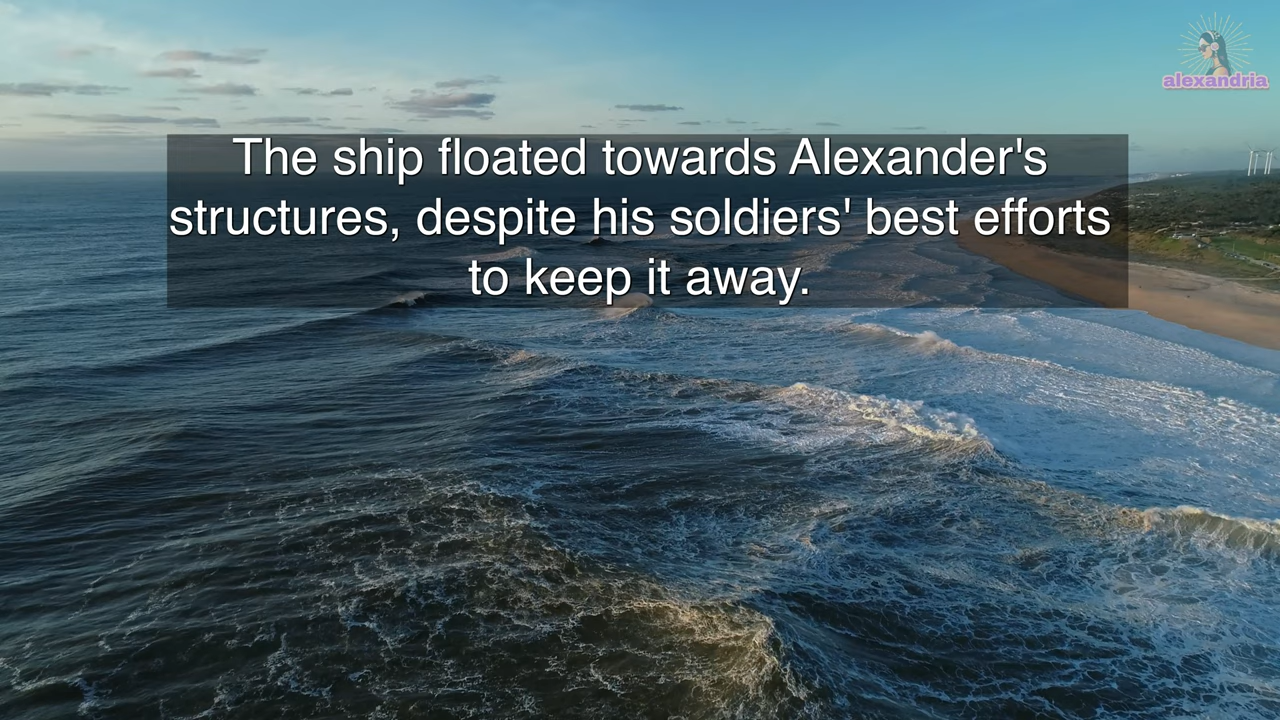 alexandria
The ship floated towards Alexander's
structures, despite his soldiers' best efforts
to keep it away.